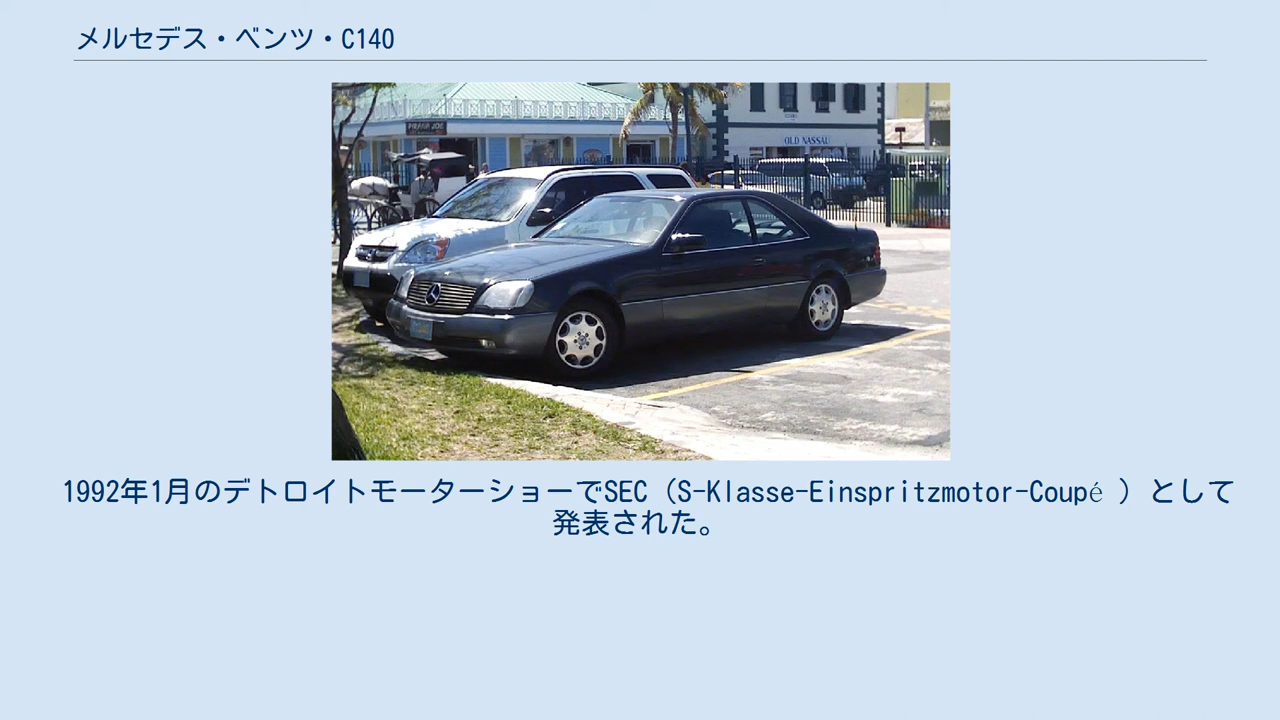 メルセデス・ベンツ・C140
PIRATE JOE
OLD NASSAU
1992年1月のデトロイトモーターショーでSEC（S-Klasse-Einspritzmotor-Coupé ）として
発表された。